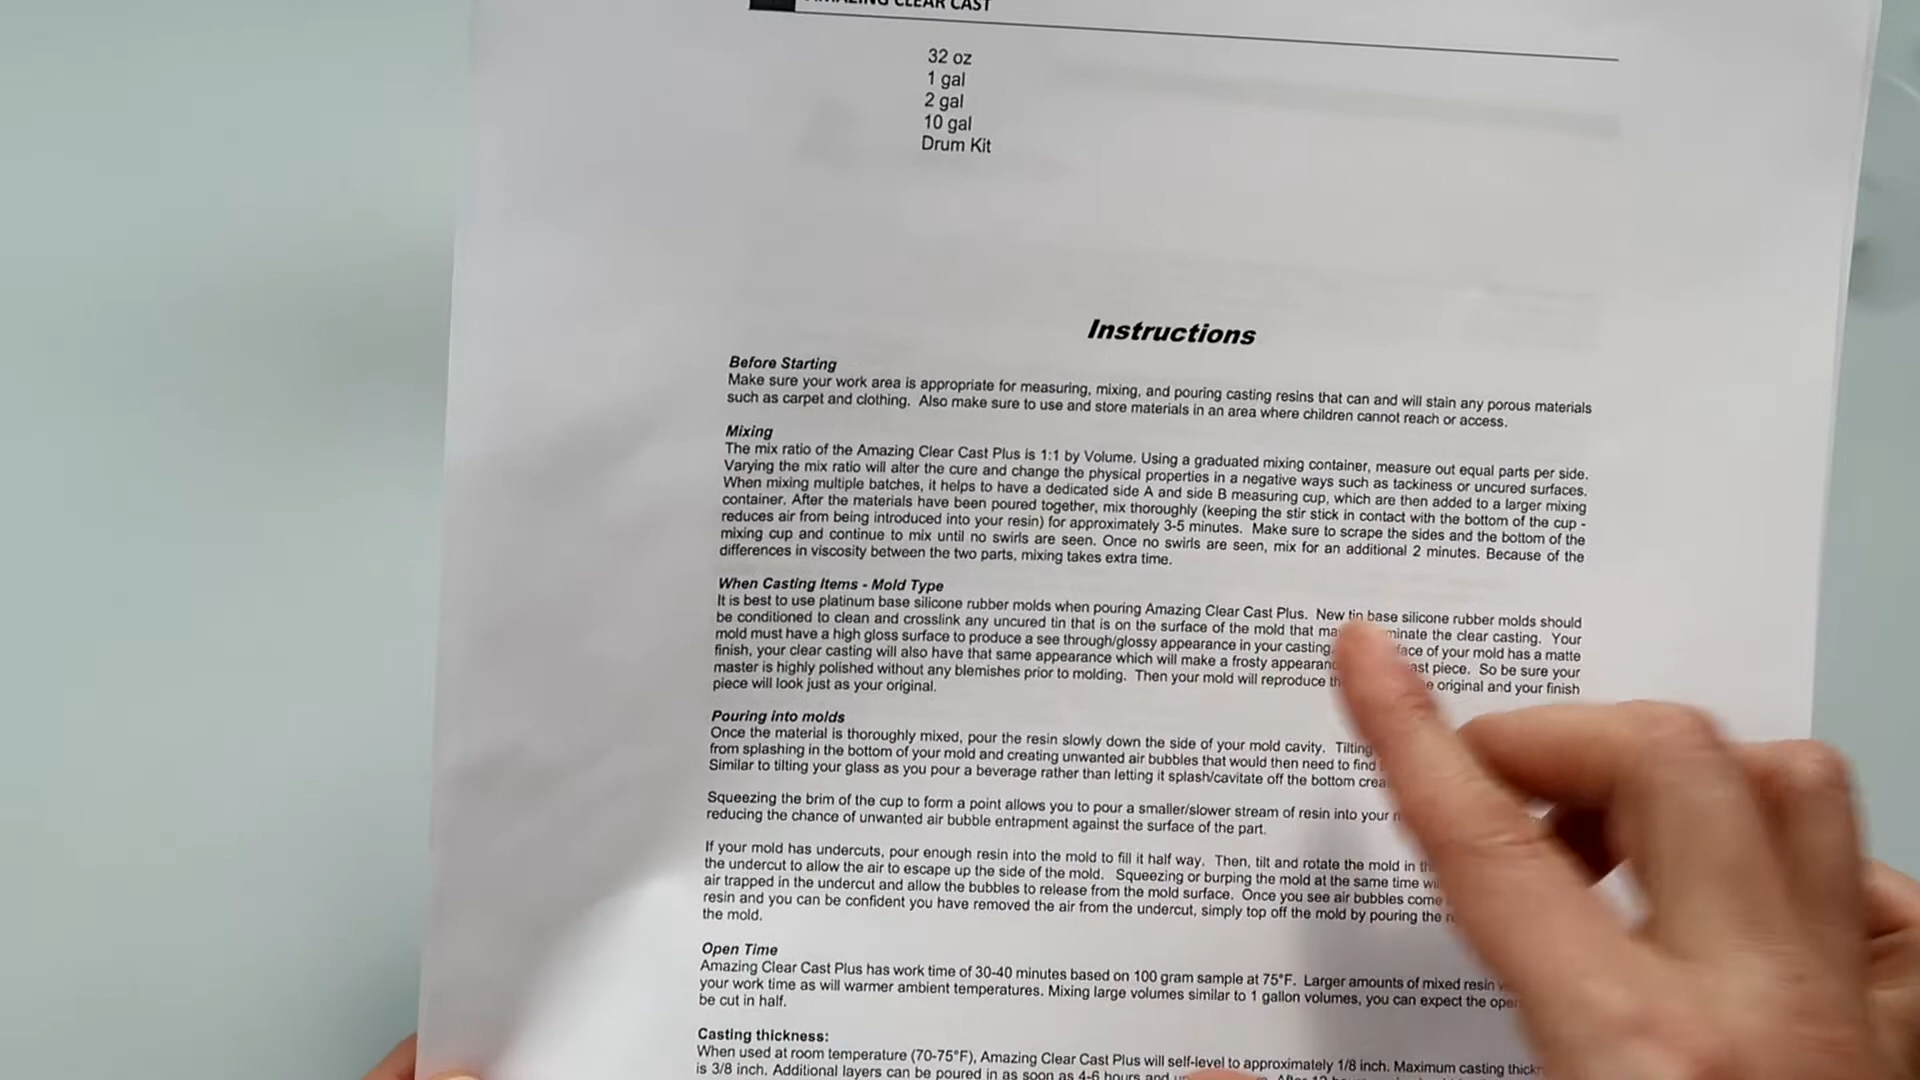 AMAZING CLEAR CAST
32 oz
1 gal
2 gal
10 gal
Drum Kit
Instructions
Before Starting
Make sure your work area is appropriate for measuring, mixing, and pouring casting resins that can and will stain any porous materials
such as carpet and clothing. Also make sure to use and store materials in an area where children cannot reach or access.
Mixing
The mix ratio of the Amazing Clear Cast Plus is 1:1 by Volume. Using a graduated mixing container, measure out equal parts per side.
Varying the mix ratio will alter the cure and change the physical properties in a negative ways such as tackiness or uncured surfaces.
When mixing multiple batches, it helps to have a dedicated side A and side B measuring cup, which are then added to a larger mixing
container. After the materials have been poured together, mix thoroughly (keeping the stir stick in contact with the bottom of the cup -
reduces air from being introduced into your resin) for approximately 3-5 minutes. Make sure to scrape the sides and the bottom of the
mixing cup and continue to mix until no swirls are seen. Once no swirls are seen, mix for an additional 2 minutes. Because of the
differences in viscosity between the two parts, mixing takes extra time.
When Casting Items - Mold Type
It is best to use platinum base silicone rubber molds when pouring Amazing Clear Cast Plus. New tin base silicone rubber molds should
be conditioned to clean and crosslink any uncured tin that is on the surface of the mold that the clear casting. Your
mold must have a high gloss surface to produce a see through/glossy appearance in your casting. of your mold has a matte
finish, your clear casting will also have that same appearance which will make a frosty piece. So be sure your
master is highly polished without any blemishes prior to molding. Then your mold will reproduce original and your finish
piece will look just as your original.
Pouring into molds
Once the material is thoroughly mixed, pour the resin slowly down the side of your mold cavity. Tilting
from splashing in the bottom of your mold and creating unwanted air bubbles that would then need to find
Similar to tilting your glass as you pour a beverage rather than letting it splash/cavitate off the bottom
Squeezing the brim of the cup to form a point allows you to pour a smaller/slower stream of resin into your
reducing the chance of unwanted air bubble entrapment against the surface of the part.
If your mold has undercuts, pour enough resin into the mold to fill it half way. Then, tilt and rotate the mold in
the undercut to allow the air to escape up the side of the mold. Squeezing or burping the mold at the same time
air trapped in the undercut and allow the bubbles to release from the mold surface. Once you see air bubbles come
resin and you can be confident you have removed the air from the undercut, simply top off the mold by pouring the
the mold.
Open Time
Amazing Clear Cast Plus has work time of 30-40 minutes based on 100 gram sample at 75°F. Larger amounts of mixed resin
your work time as will warmer ambient temperatures. Mixing large volumes similar to 1 gallon volumes, you can expect the
be cut in half.
Casting thickness:
When used at room temperature (70-75°F), Amazing Clear Cast Plus will self-level to approximately 1/8 inch. Maximum casting
is 3/8 inch. Additional layers can be poured in as soon as 4-6 hours and